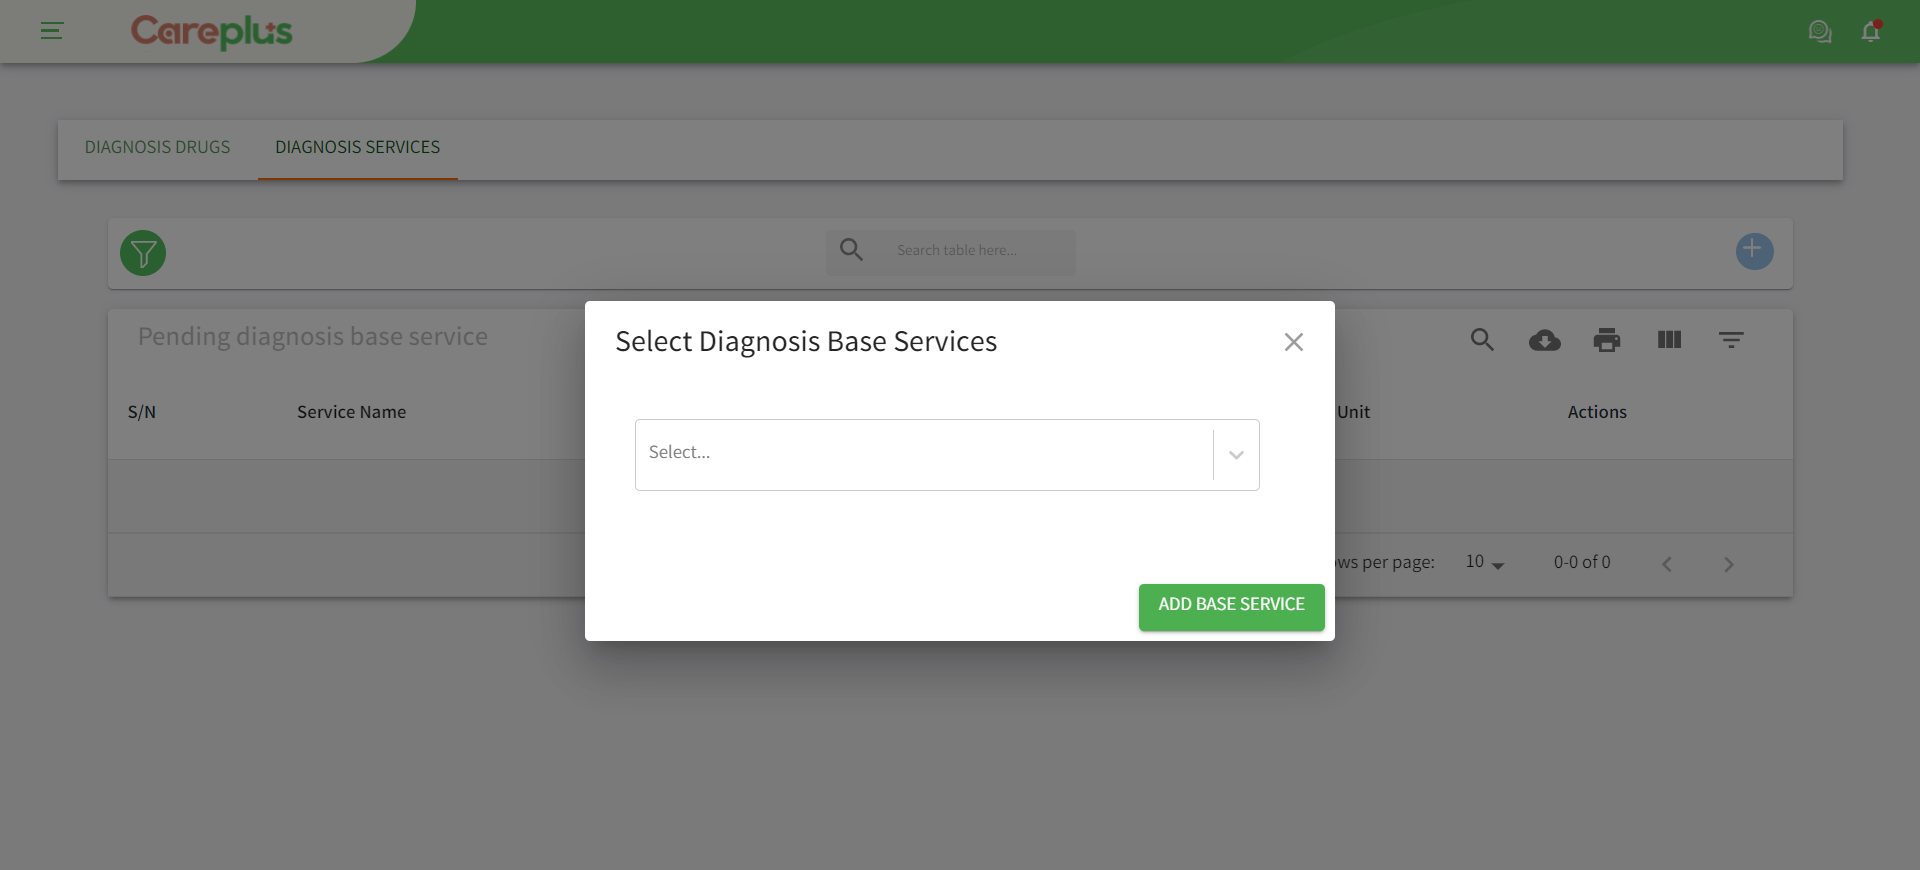 Careplus
DIAGNOSIS DRUGS
DIAGNOSIS SERVICES
Search table here...
Pending diagnosis base service
Select Diagnosis Base Services
S/N
Service Name
Unit
Actions
Select...
ws per page:
10
0-0 of 0
ADD BASE SERVICE